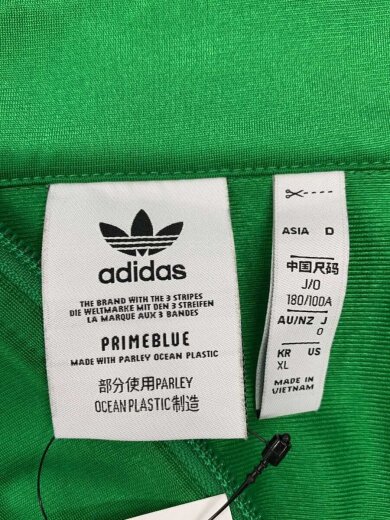 adidas
THE BRAND WITH THE 3 STRIPES
DIE WELTMARKE MIT DEN 3 STREIFEN
LA MARQUE AUX 3 BANDES
PRIMEBLUE
MADE WITH PARLEY OCEAN PLASTIC
部分使用PARLEY
OCEAN PLASTIC制造
ASIA D
中国尺码
J/O
180/100A
AU/NZ J
O
KR US
XL
MADE IN
VIETNAM